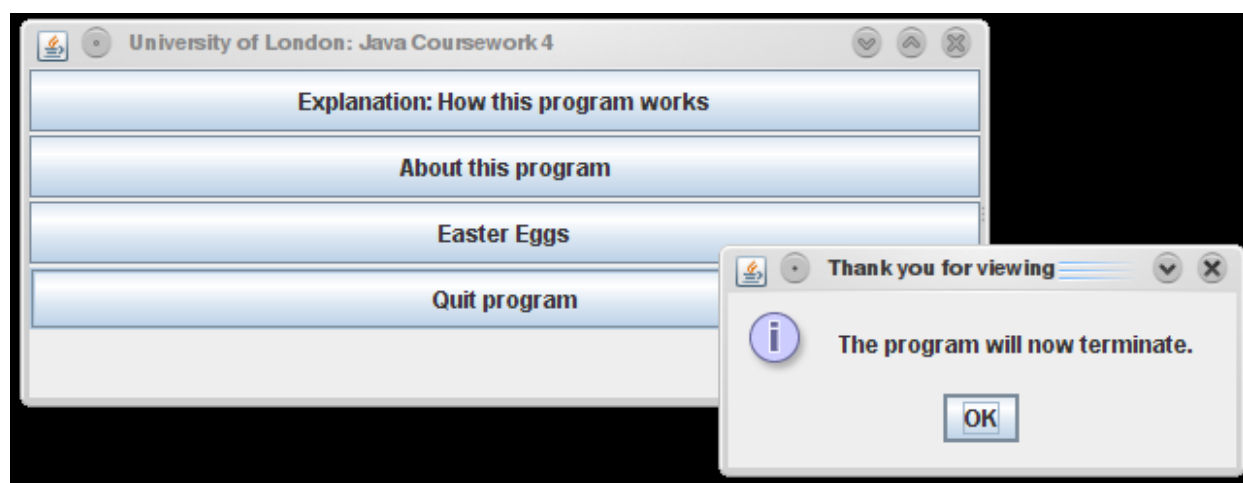 University of London: Java Coursework 4
Explanation: How this program works
About this program
Easter Eggs
Quit program
Thank you for viewing
The program will now terminate.
OK